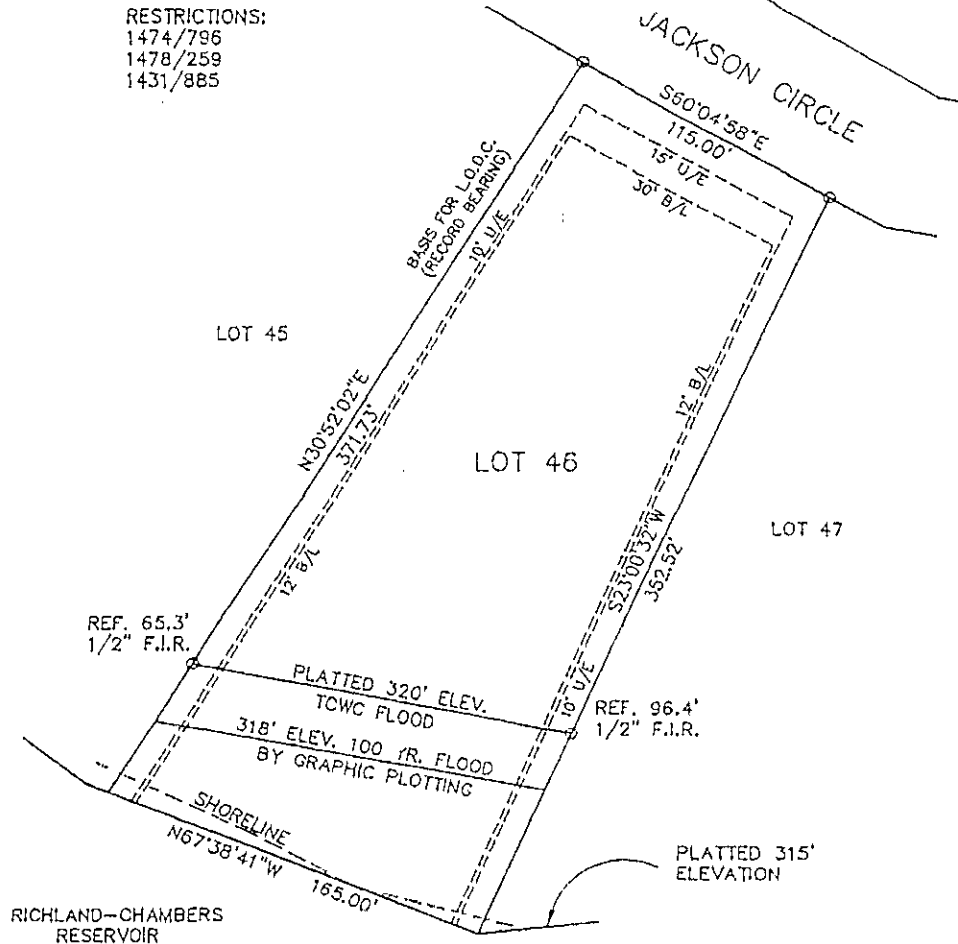 RESTRICTIONS:
1474/796
1478/259
1431/885
JACKSON CIRCLE
S60°04'58"E
115.00'
15' U/E
30' B/L
BASIS FOR L.O.D.C.
(RECORD BEARING)
10' U/E
LOT 45
N30°52'02"E
371.73'
12' B/L
LOT 46
12' B/L
S23°00'32"W
352.52'
LOT 47
10' U/E
REF. 65.3'
1/2" F.I.R.
PLATTED 320' ELEV.
TCWC FLOOD
REF. 96.4'
1/2" F.I.R.
318' ELEV. 100 YR. FLOOD
BY GRAPHIC PLOTTING
SHORELINE
N67°38'41"W
165.00'
PLATTED 315'
ELEVATION
RICHLAND-CHAMBERS
RESERVOIR